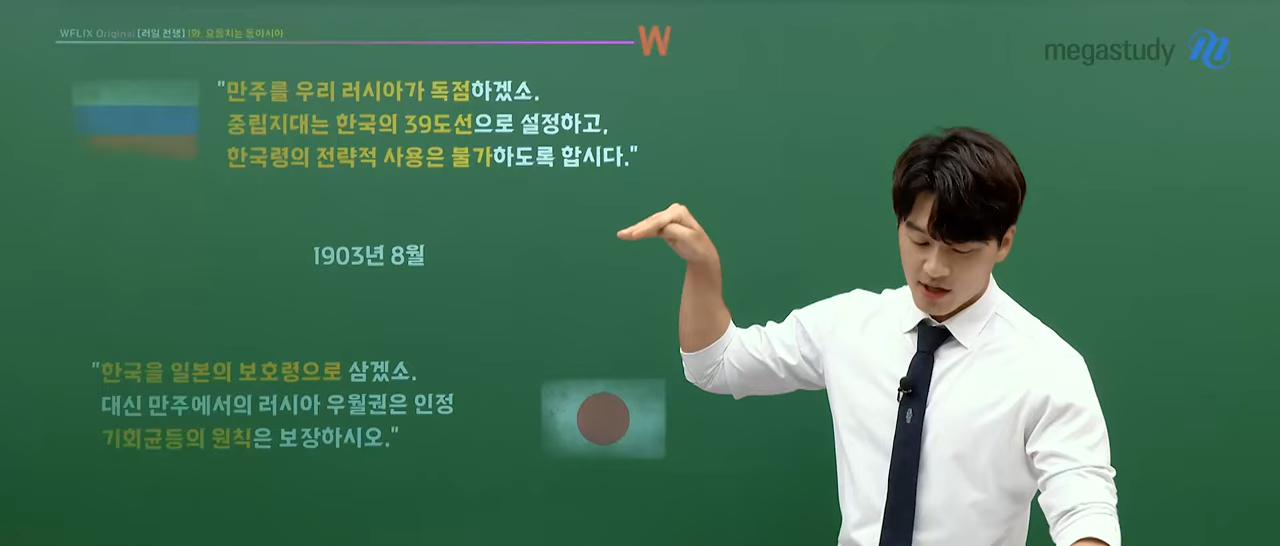 WFLIX Original [러일 전쟁] 1화. 요동치는 동아시아
W
megastudy
"만주를 우리 러시아가 독점하겠소.
중립지대는 한국의 39도선으로 설정하고,
한국령의 전략적 사용은 불가하도록 합시다."
1903년 8월
"한국을 일본의 보호령으로 삼겠소.
대신 만주에서의 러시아 우월권은 인정
기회균등의 원칙은 보장하시오."